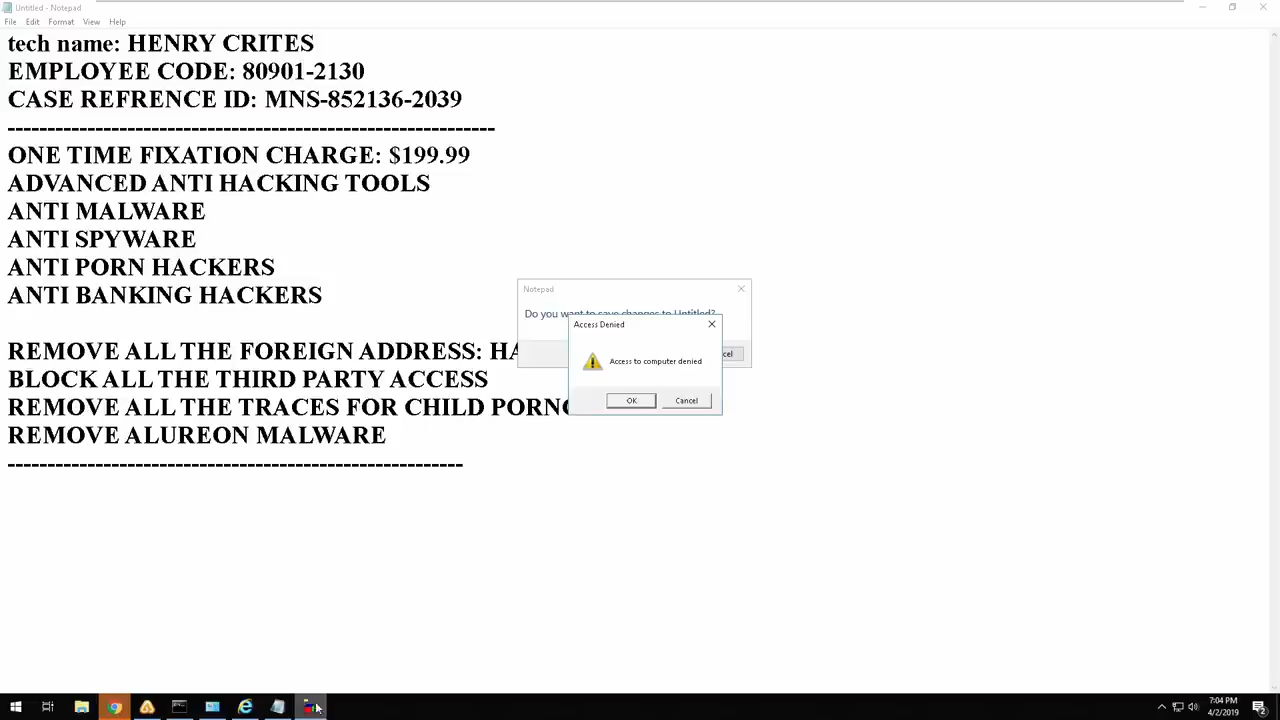 Untitled - Notepad
File Edit Format View Help
tech name: HENRY CRITES
EMPLOYEE CODE: 80901-2130
CASE REFRENCE ID: MNS-852136-2039
-------------------------------------------------------------
ONE TIME FIXATION CHARGE: $199.99
ADVANCED ANTI HACKING TOOLS
ANTI MALWARE
ANTI SPYWARE
ANTI PORN HACKERS
ANTI BANKING HACKERS
REMOVE ALL THE FOREIGN ADDRESS:
BLOCK ALL THE THIRD PARTY ACCESS
REMOVE ALL THE TRACES FOR CHILD
REMOVE ALUREON MALWARE
---------------------------------------------------------
Notepad
Do you want to save changes to Untitled?
Access Denied
Access to computer denied
OK Cancel
7:04 PM
4/2/2019
2